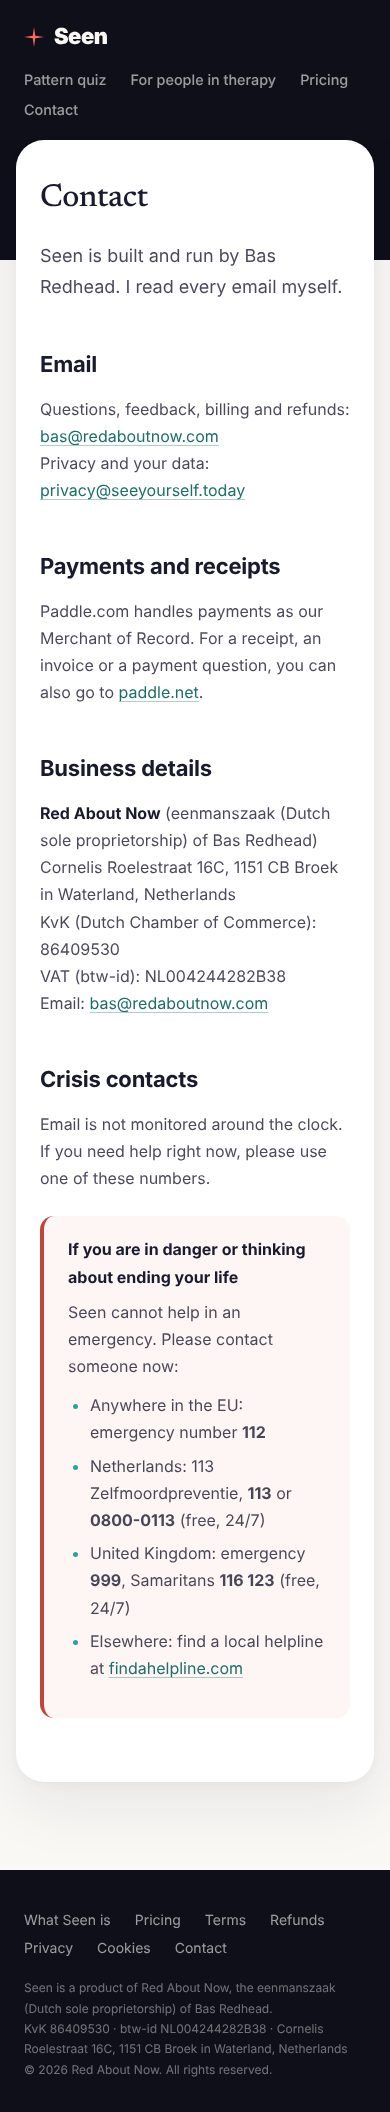 Seen
Pattern quiz For people in therapy Pricing
Contact
Contact
Seen is built and run by Bas
Redhead. I read every email myself.
Email
Questions, feedback, billing and refunds:
bas@redaboutnow.com
Privacy and your data:
privacy@seeyourself.today
Payments and receipts
Paddle.com handles payments as our
Merchant of Record. For a receipt, an
invoice or a payment question, you can
also go to paddle.net.
Business details
Red About Now (eenmanszaak (Dutch
sole proprietorship) of Bas Redhead)
Cornelis Roelestraat 16C, 1151 CB Broek
in Waterland, Netherlands
KvK (Dutch Chamber of Commerce):
86409530
VAT (btw-id): NL004244282B38
Email: bas@redaboutnow.com
Crisis contacts
Email is not monitored around the clock.
If you need help right now, please use
one of these numbers.
If you are in danger or thinking
about ending your life
Seen cannot help in an
emergency. Please contact
someone now:
• Anywhere in the EU:
emergency number 112
• Netherlands: 113
Zelfmoordpreventie, 113 or
0800-0113 (free, 24/7)
• United Kingdom: emergency
999, Samaritans 116 123 (free,
24/7)
• Elsewhere: find a local helpline
at findahelpline.com
What Seen is Pricing Terms Refunds
Privacy Cookies Contact
Seen is a product of Red About Now, the eenmanszaak
(Dutch sole proprietorship) of Bas Redhead.
KvK 86409530 · btw-id NL004244282B38 · Cornelis
Roelestraat 16C, 1151 CB Broek in Waterland, Netherlands
© 2026 Red About Now. All rights reserved.